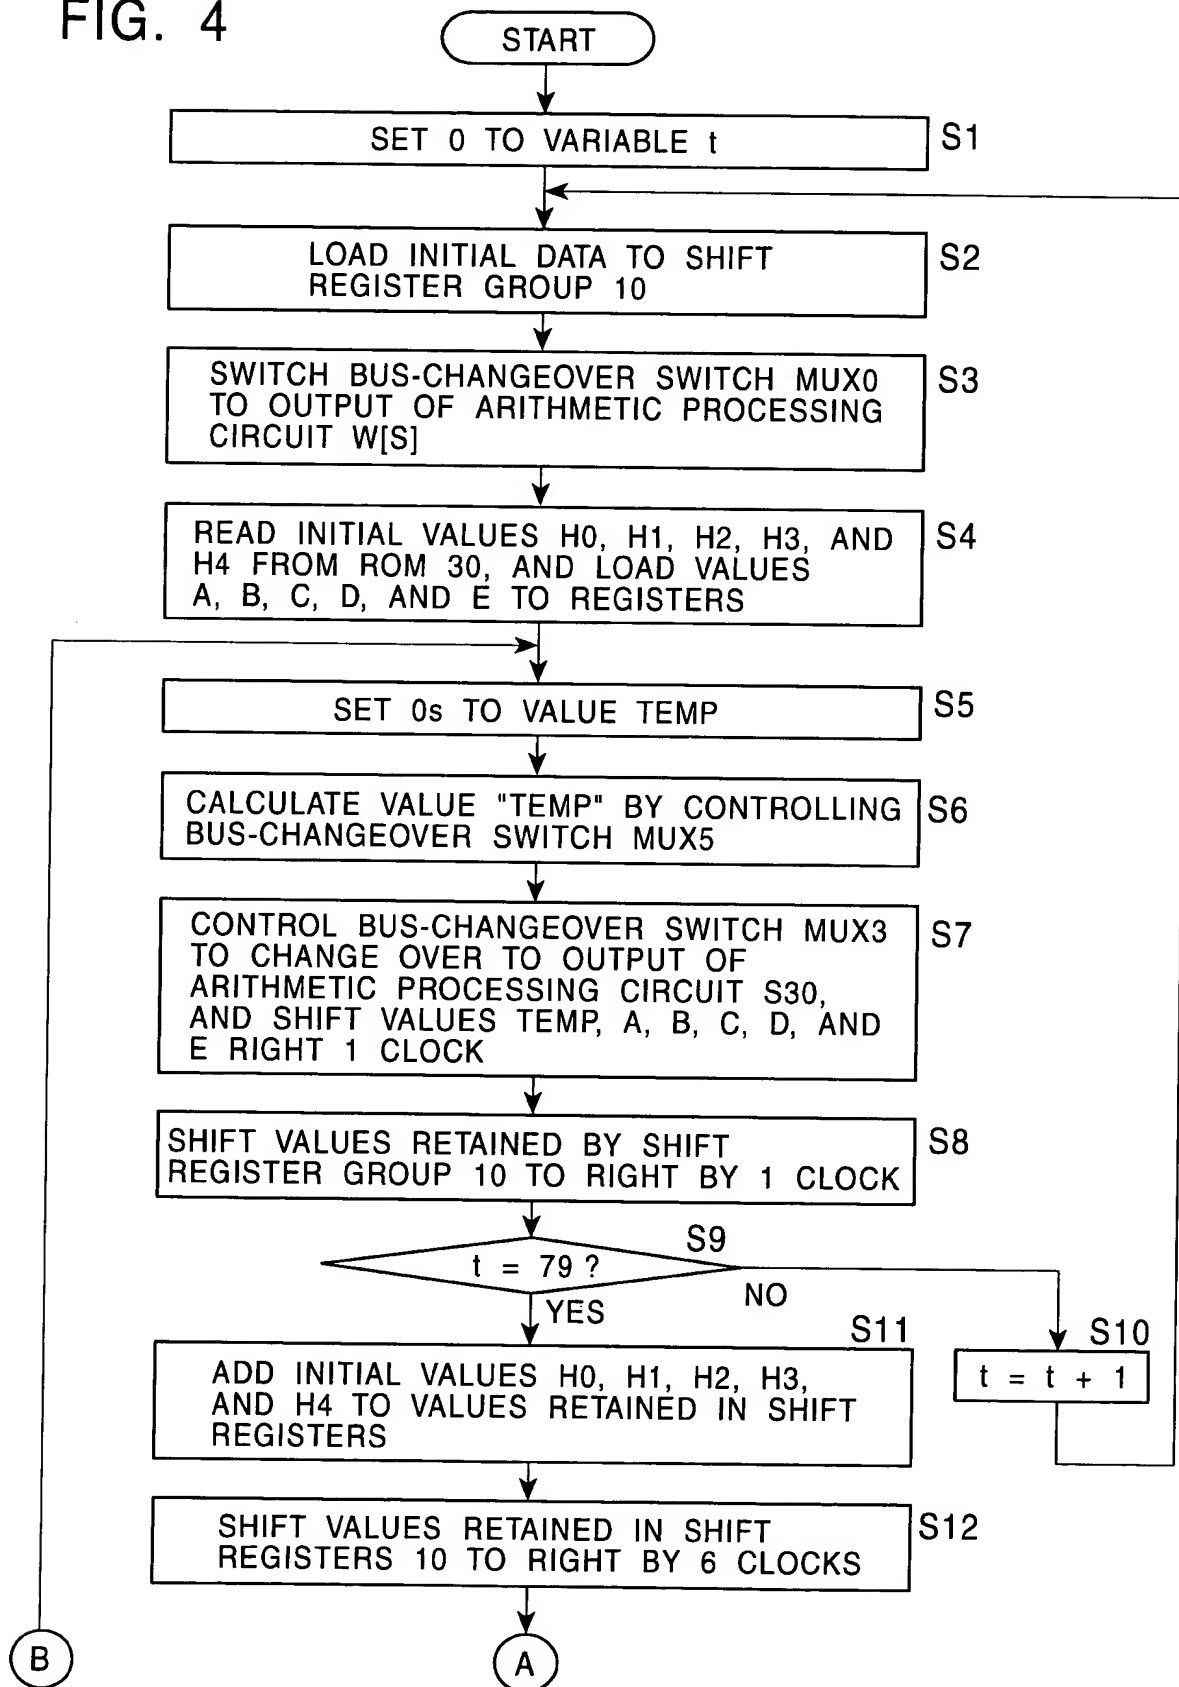 FIG. 4
START
SET 0 TO VARIABLE t
S1
LOAD INITIAL DATA TO SHIFT
REGISTER GROUP 10
S2
SWITCH BUS-CHANGEOVER SWITCH MUX0
TO OUTPUT OF ARITHMETIC PROCESSING
CIRCUIT W[S]
S3
READ INITIAL VALUES H0, H1, H2, H3, AND
H4 FROM ROM 30, AND LOAD VALUES
A, B, C, D, AND E TO REGISTERS
S4
SET 0s TO VALUE TEMP
S5
CALCULATE VALUE "TEMP" BY CONTROLLING
BUS-CHANGEOVER SWITCH MUX5
S6
CONTROL BUS-CHANGEOVER SWITCH MUX3
TO CHANGE OVER TO OUTPUT OF
ARITHMETIC PROCESSING CIRCUIT S30,
AND SHIFT VALUES TEMP, A, B, C, D, AND
E RIGHT 1 CLOCK
S7
SHIFT VALUES RETAINED BY SHIFT
REGISTER GROUP 10 TO RIGHT BY 1 CLOCK
S8
S9
t = 79 ?
NO
YES
S10
t = t + 1
S11
ADD INITIAL VALUES H0, H1, H2, H3,
AND H4 TO VALUES RETAINED IN SHIFT
REGISTERS
SHIFT VALUES RETAINED IN SHIFT
REGISTERS 10 TO RIGHT BY 6 CLOCKS
S12
B
A